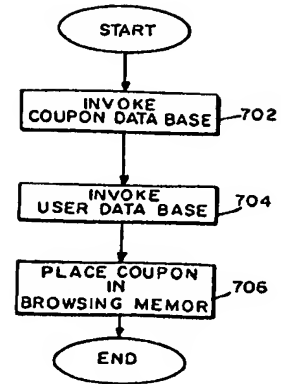 START
INVOKE
COUPON DATA BASE
702
INVOKE
USER DATA BASE
704
PLACE COUPON
IN
BROWSING MEMOR
706
END